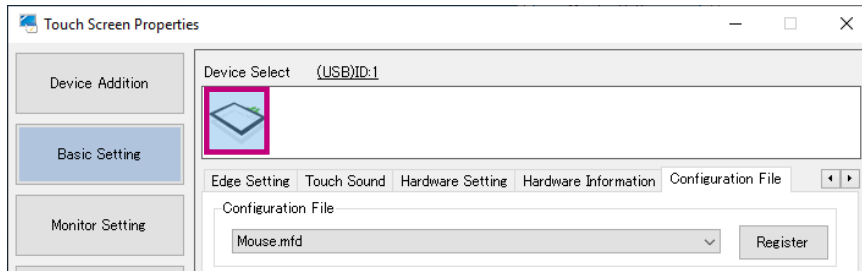 Touch Screen Properties
Device Addition
Basic Setting
Monitor Setting
Device Select (USB)ID:1
Edge Setting Touch Sound Hardware Setting Hardware Information Configuration File
Configuration File
Mouse.mfd
Register